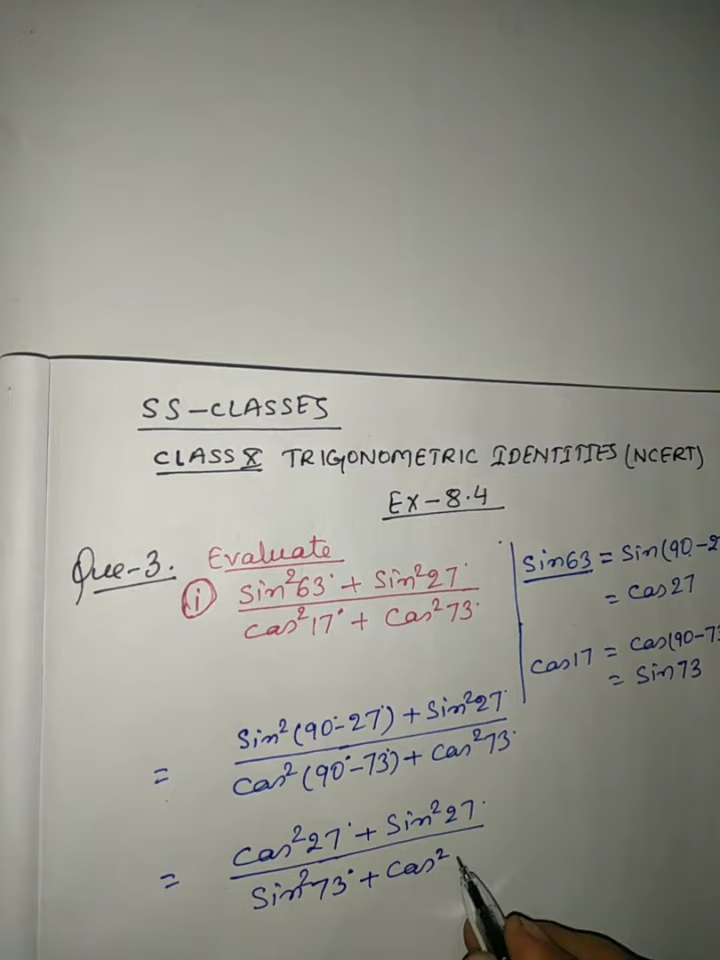 SS-CLASSES
CLASS X TRIGONOMETRIC IDENTITIES (NCERT)
EX-8.4
Que-3. Evaluate
(i) Sin²63° + Sin²27° / Cos²17° + Cos²73°
Sin63 = Sin(90-2
= Cos27
Cos17 = Cos(90-73
= Sin73
= Sin²(90°-27°) + Sin²27° / Cos²(90°-73°) + Cos²73°
= Cos²27° + Sin²27° / Sin²73° + Cos²